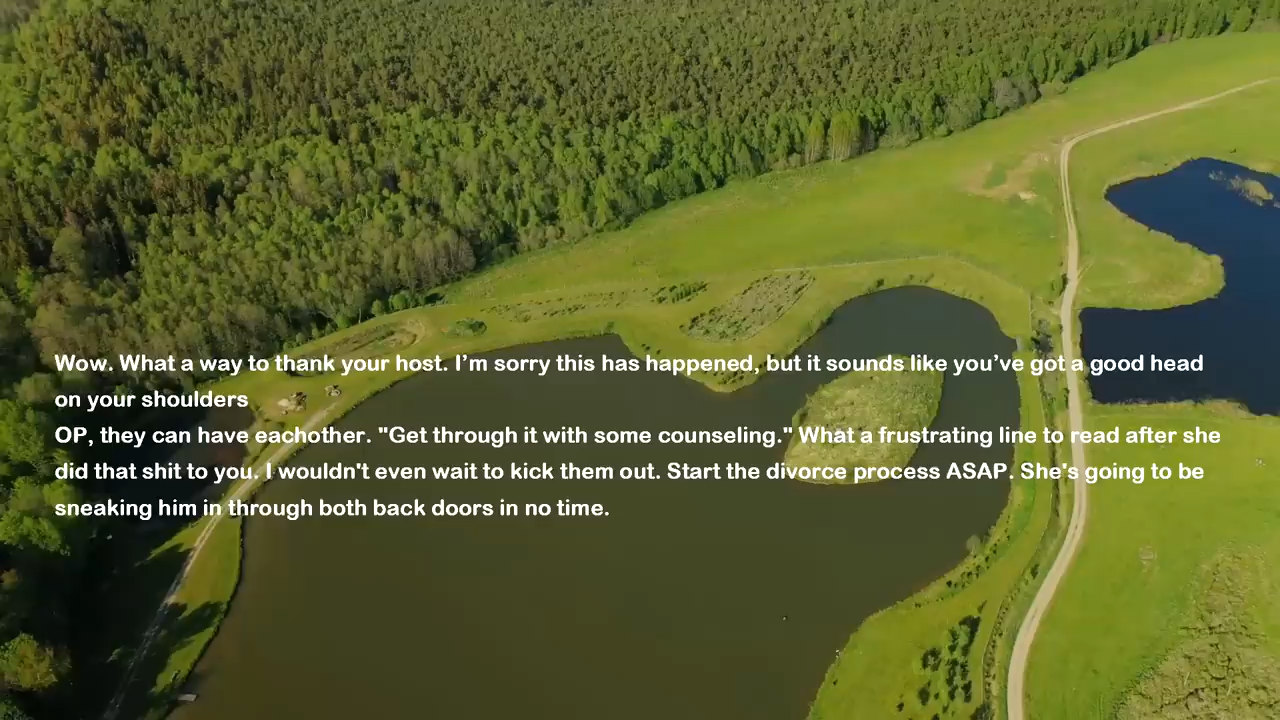 Wow. What a way to thank your host. I’m sorry this has happened, but it sounds like you’ve got a good head
on your shoulders
OP, they can have eachother. "Get through it with some counseling." What a frustrating line to read after she
did that shit to you. I wouldn't even wait to kick them out. Start the divorce process ASAP. She's going to be
sneaking him in through both back doors in no time.